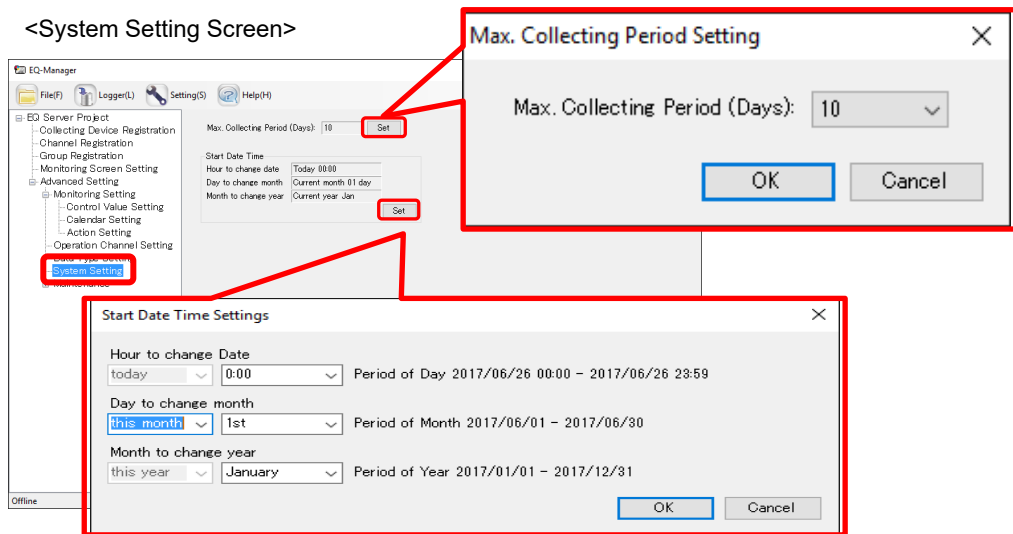 <System Setting Screen>
EQ-Manager
File(F) Logger(L) Setting(S) Help(H)
EQ Server Project
Collecting Device Registration
Channel Registration
Group Registration
Monitoring Screen Setting
Advanced Setting
Monitoring Setting
Control Value Setting
Calendar Setting
Action Setting
Operation Channel Setting
Data Type Setting
System Setting
Maintenance
Max. Collecting Period (Days): 10 Set
Start Date Time
Hour to change date Today 00:00
Day to change month Current month 01 day
Month to change year Current year Jan
Set
Offline
Max. Collecting Period Setting
Max. Collecting Period (Days): 10
OK Cancel
Start Date Time Settings
Hour to change Date
today 0:00 Period of Day 2017/06/26 00:00 - 2017/06/26 23:59
Day to change month
this month 1st Period of Month 2017/06/01 - 2017/06/30
Month to change year
this year January Period of Year 2017/01/01 - 2017/12/31
OK Cancel